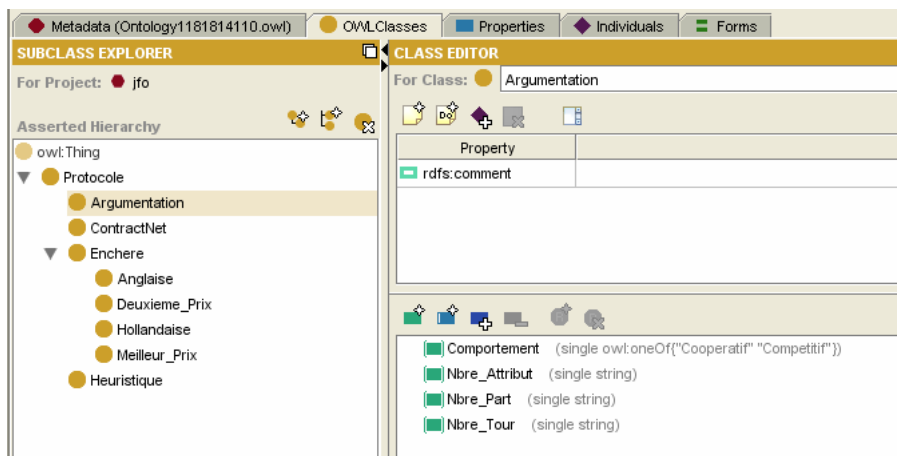 Metadata (Ontology1181814110.owl) OWLClasses Properties Individuals Forms
SUBCLASS EXPLORER
For Project: jfo
Asserted Hierarchy
owl:Thing
Protocole
Argumentation
ContractNet
Enchere
Anglaise
Deuxieme_Prix
Hollandaise
Meilleur_Prix
Heuristique
CLASS EDITOR
For Class: Argumentation
Property
rdfs:comment
Comportement (single owl:oneOf{"Cooperatif" "Competitif"})
Nbre_Attribut (single string)
Nbre_Part (single string)
Nbre_Tour (single string)